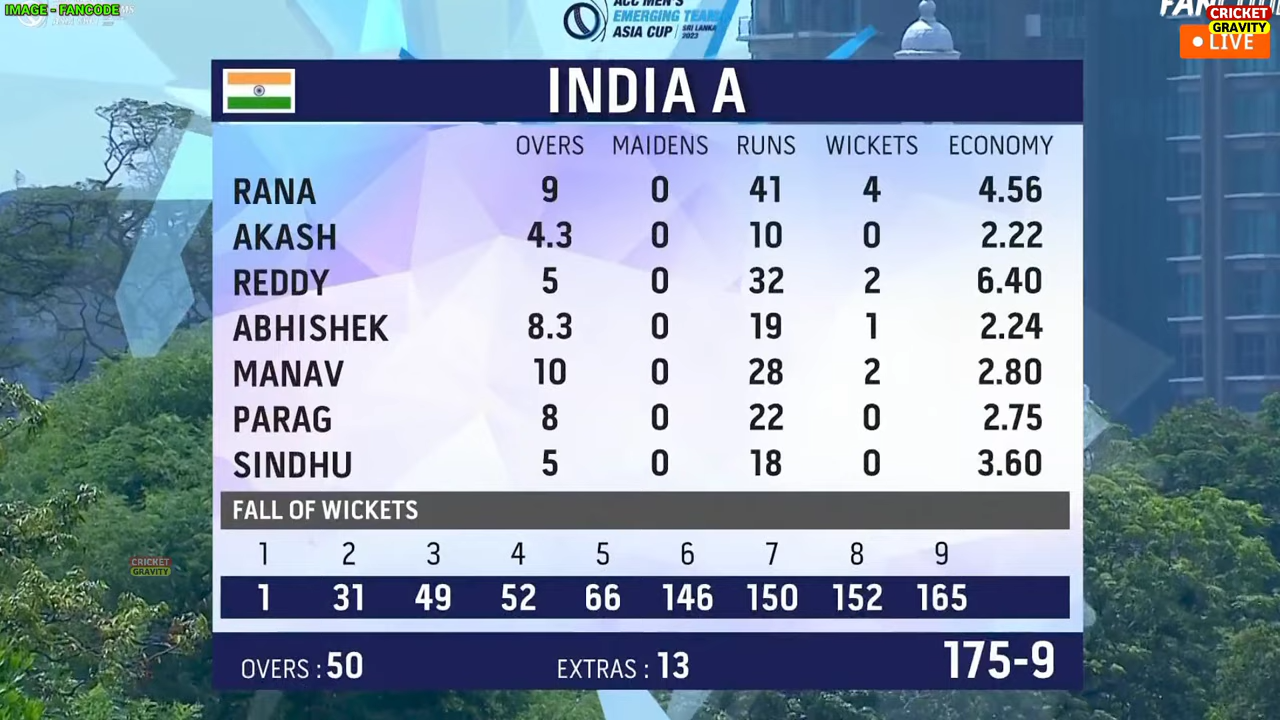 IMAGE - FANCODE
ACC MEN'S
EMERGING TEAMS
ASIA CUP SRI LANKA 2023
CRICKET
GRAVITY
LIVE
INDIA A
OVERS MAIDENS RUNS WICKETS ECONOMY
RANA 9 0 41 4 4.56
AKASH 4.3 0 10 0 2.22
REDDY 5 0 32 2 6.40
ABHISHEK 8.3 0 19 1 2.24
MANAV 10 0 28 2 2.80
PARAG 8 0 22 0 2.75
SINDHU 5 0 18 0 3.60
FALL OF WICKETS
1 2 3 4 5 6 7 8 9
1 31 49 52 66 146 150 152 165
CRICKET
GRAVITY
OVERS : 50 EXTRAS : 13 175-9